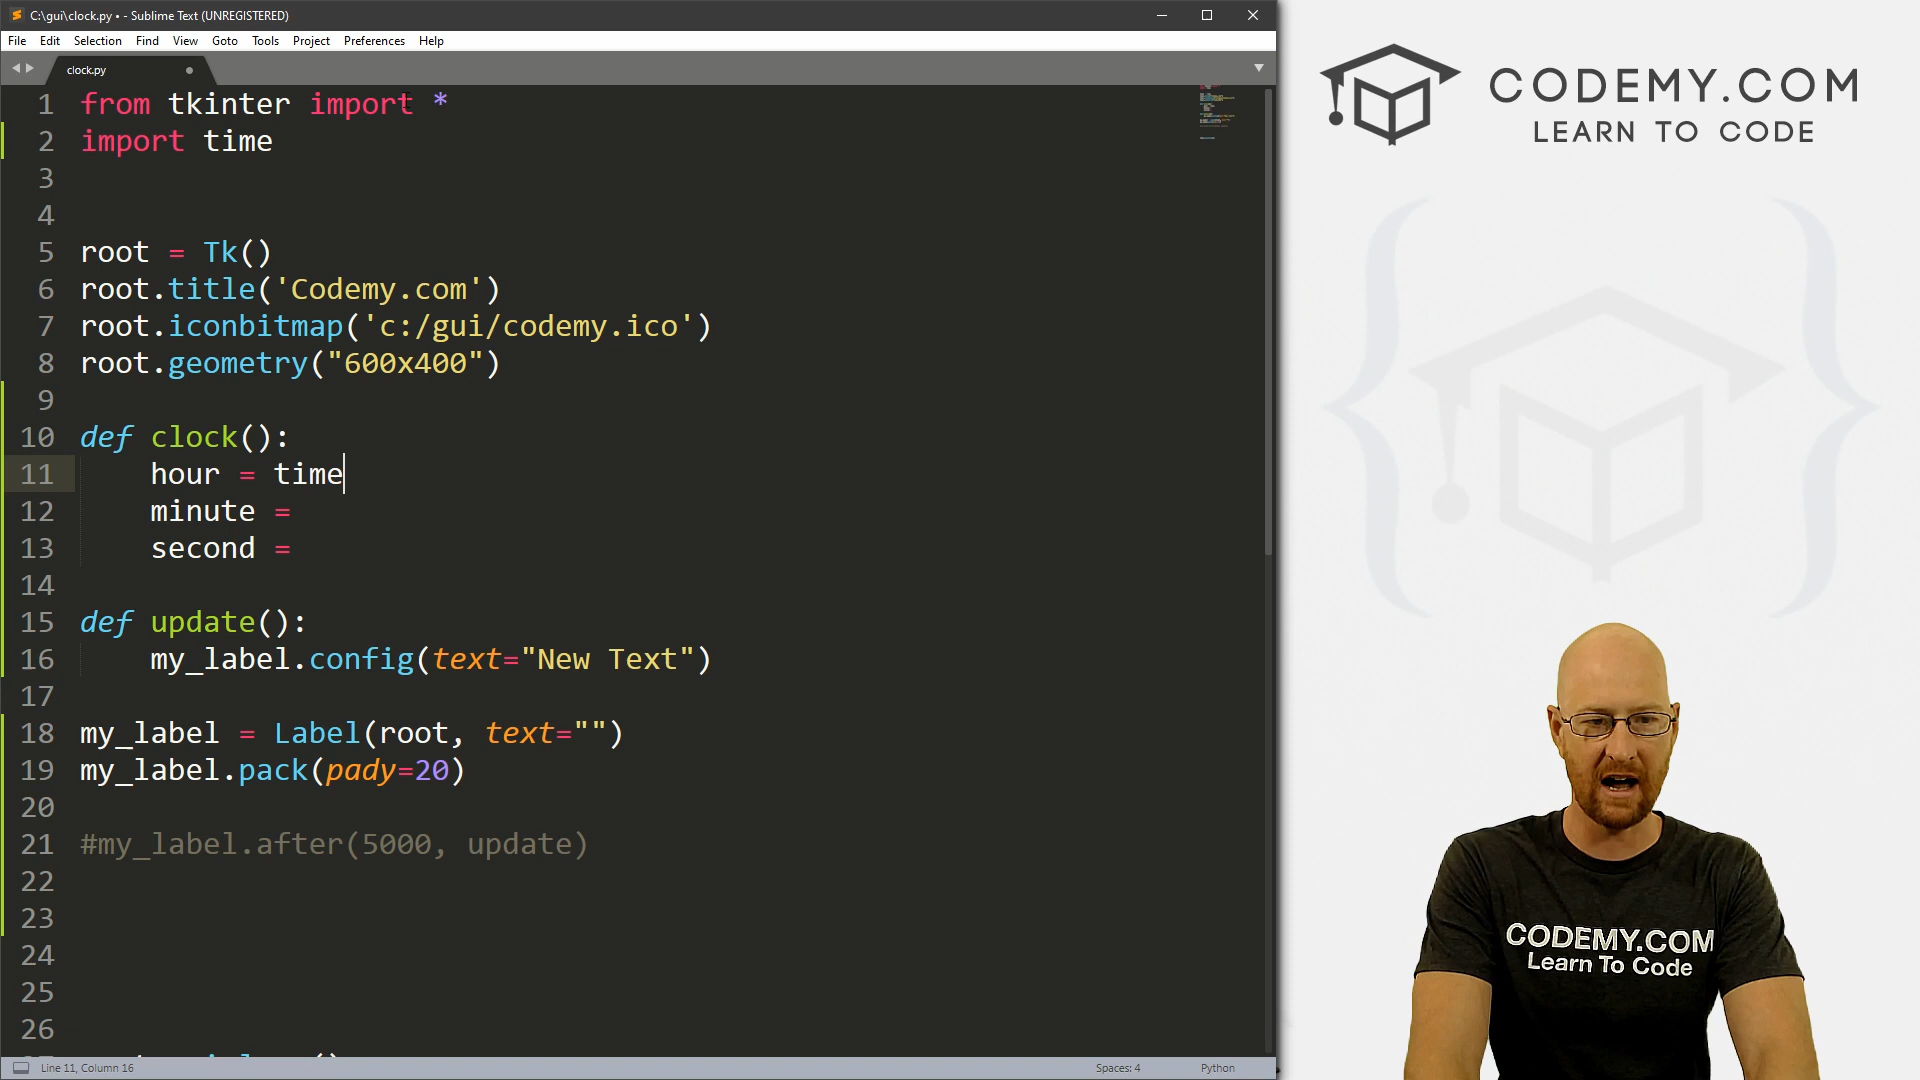 C:\gui\clock.py • - Sublime Text (UNREGISTERED)
File Edit Selection Find View Goto Tools Project Preferences Help
clock.py
1 from tkinter import *
2 import time
3
4
5 root = Tk()
6 root.title('Codemy.com')
7 root.iconbitmap('c:/gui/codemy.ico')
8 root.geometry("600x400")
9
10 def clock():
11 hour = time
12 minute =
13 second =
14
15 def update():
16 my_label.config(text="New Text")
17
18 my_label = Label(root, text="")
19 my_label.pack(pady=20)
20
21 #my_label.after(5000, update)
22
23
24
25
26
Line 11, Column 16
Spaces: 4
Python
CODEMY.COM
LEARN TO CODE
CODEMY.COM
Learn To Code